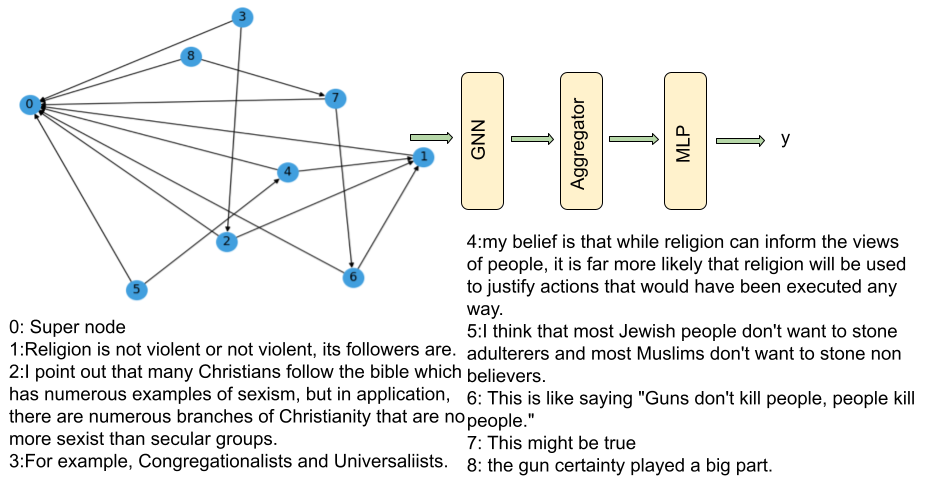 3
8
0
7
1
4
2
6
5
GNN
Aggregator
MLP
y
0: Super node
1:Religion is not violent or not violent, its followers are.
2:I point out that many Christians follow the bible which
has numerous examples of sexism, but in application,
there are numerous branches of Christianity that are no
more sexist than secular groups.
3:For example, Congregationalists and Universaliists.
4:my belief is that while religion can inform the views
of people, it is far more likely that religion will be used
to justify actions that would have been executed any
way.
5:I think that most Jewish people don't want to stone
adulterers and most Muslims don't want to stone non
believers.
6: This is like saying "Guns don't kill people, people kill
people."
7: This might be true
8: the gun certainty played a big part.